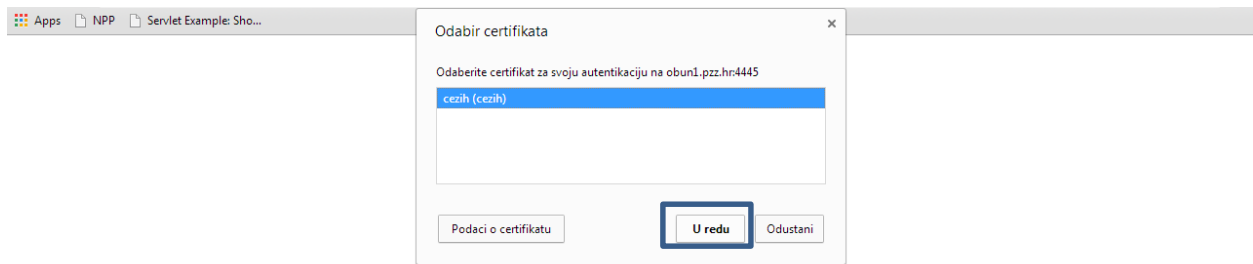 Apps NPP Servlet Example: Sho...
Odabir certifikata
×
Odaberite certifikat za svoju autentikaciju na obun1.pzz.hr:4445
cezih (cezih)
Podaci o certifikatu U redu Odustani